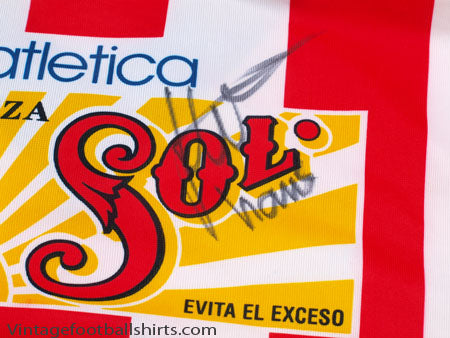 atletica
ZA
SOL
EVITA EL EXCESO
Vintagefootballshirts.com